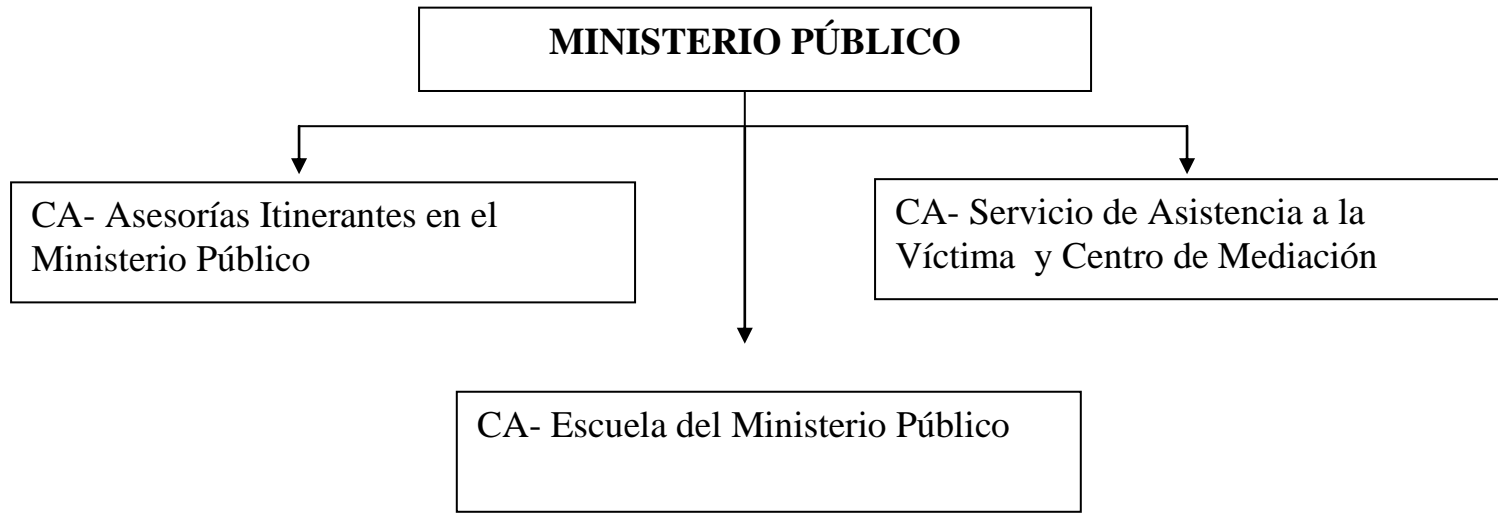 MINISTERIO PÚBLICO
CA- Asesorías Itinerantes en el
Ministerio Público
CA- Servicio de Asistencia a la
Víctima  y Centro de Mediación
CA- Escuela del Ministerio Público